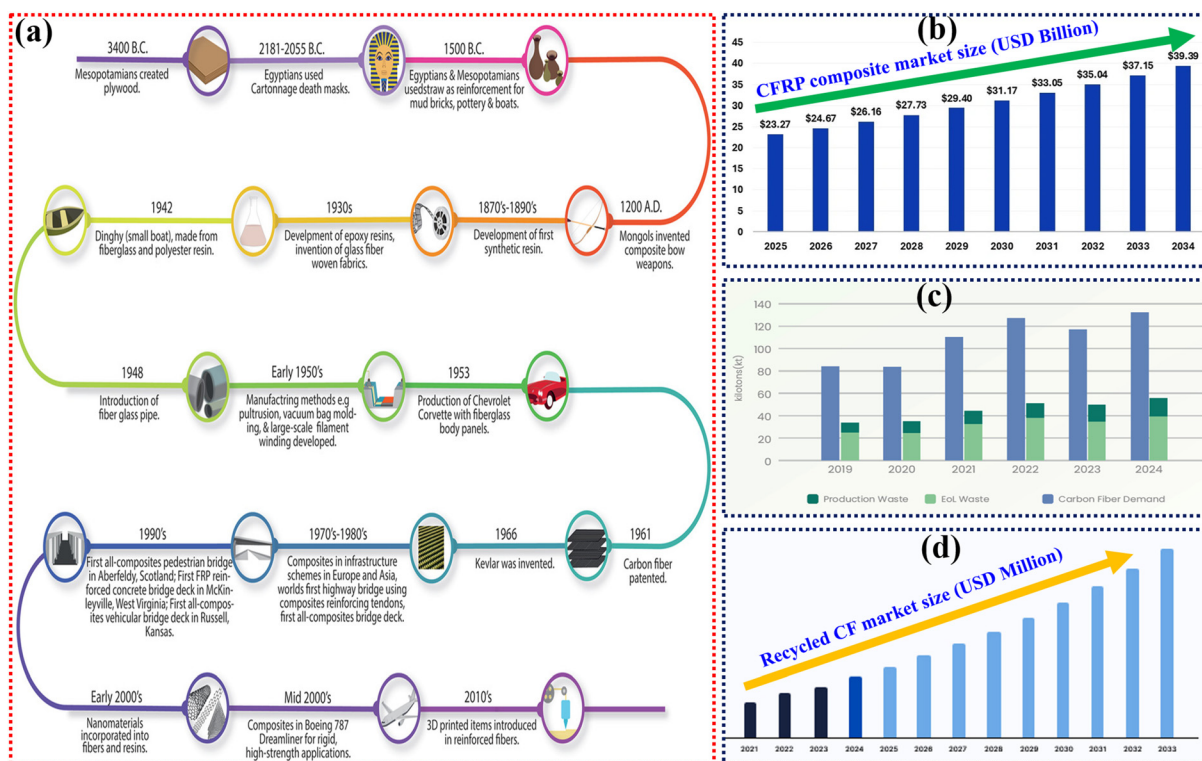 (a)
3400 B.C.
Mesopotamians created
plywood.
2181-2055 B.C.
Egyptians used
Cartonnage death masks.
1500 B.C.
Egyptians & Mesopotamians
usedstraw as reinforcement for
mud bricks, pottery & boats.
1942
Dinghy (small boat), made from
fiberglass and polyester resin.
1930s
Develpment of epoxy resins,
invention of glass fiber
woven fabrics.
1870's-1890's
Development of first
synthetic resin.
1200 A.D.
Mongols invented
composite bow
weapons.
1948
Introduction of
fiber glass pipe.
Early 1950's
Manufactring methods e.g
pultrusion, vacuum bag mold-
ing, & large-scale filament
winding developed.
1953
Production of Chevrolet
Corvette with fiberglass
body panels.
1990's
First all-composites pedestrian bridge
in Aberfeldy, Scotland; First FRP rein-
forced concrete bridge deck in McKin-
leyville, West Virginia; First all-compos-
ites vehicular bridge deck in Russell,
Kansas.
1970's-1980's
Composites in infrastructure
schemes in Europe and Asia,
worlds first highway bridge using
composites reinforcing tendons,
first all-composites bridge deck.
1966
Kevlar was invented.
1961
Carbon fiber
patented.
Early 2000's
Nanomaterials
incorporated into
fibers and resins.
Mid 2000's
Composites in Boeing 787
Dreamliner for rigid,
high-strength applications.
2010's
3D printed items introduced
in reinforced fibers.
(b)
CFRP composite market size (USD Billion)
45
40
35
30
25
20
15
10
5
0
$23.27
$24.67
$26.16
$27.73
$29.40
$31.17
$33.05
$35.04
$37.15
$39.39
2025 2026 2027 2028 2029 2030 2031 2032 2033 2034
(c)
kilotons(kt)
140
120
100
80
60
40
20
0
2019 2020 2021 2022 2023 2024
Production Waste EoL Waste Carbon Fiber Demand
(d)
Recycled CF market size (USD Million)
2021 2022 2023 2024 2025 2026 2027 2028 2029 2030 2031 2032 2033